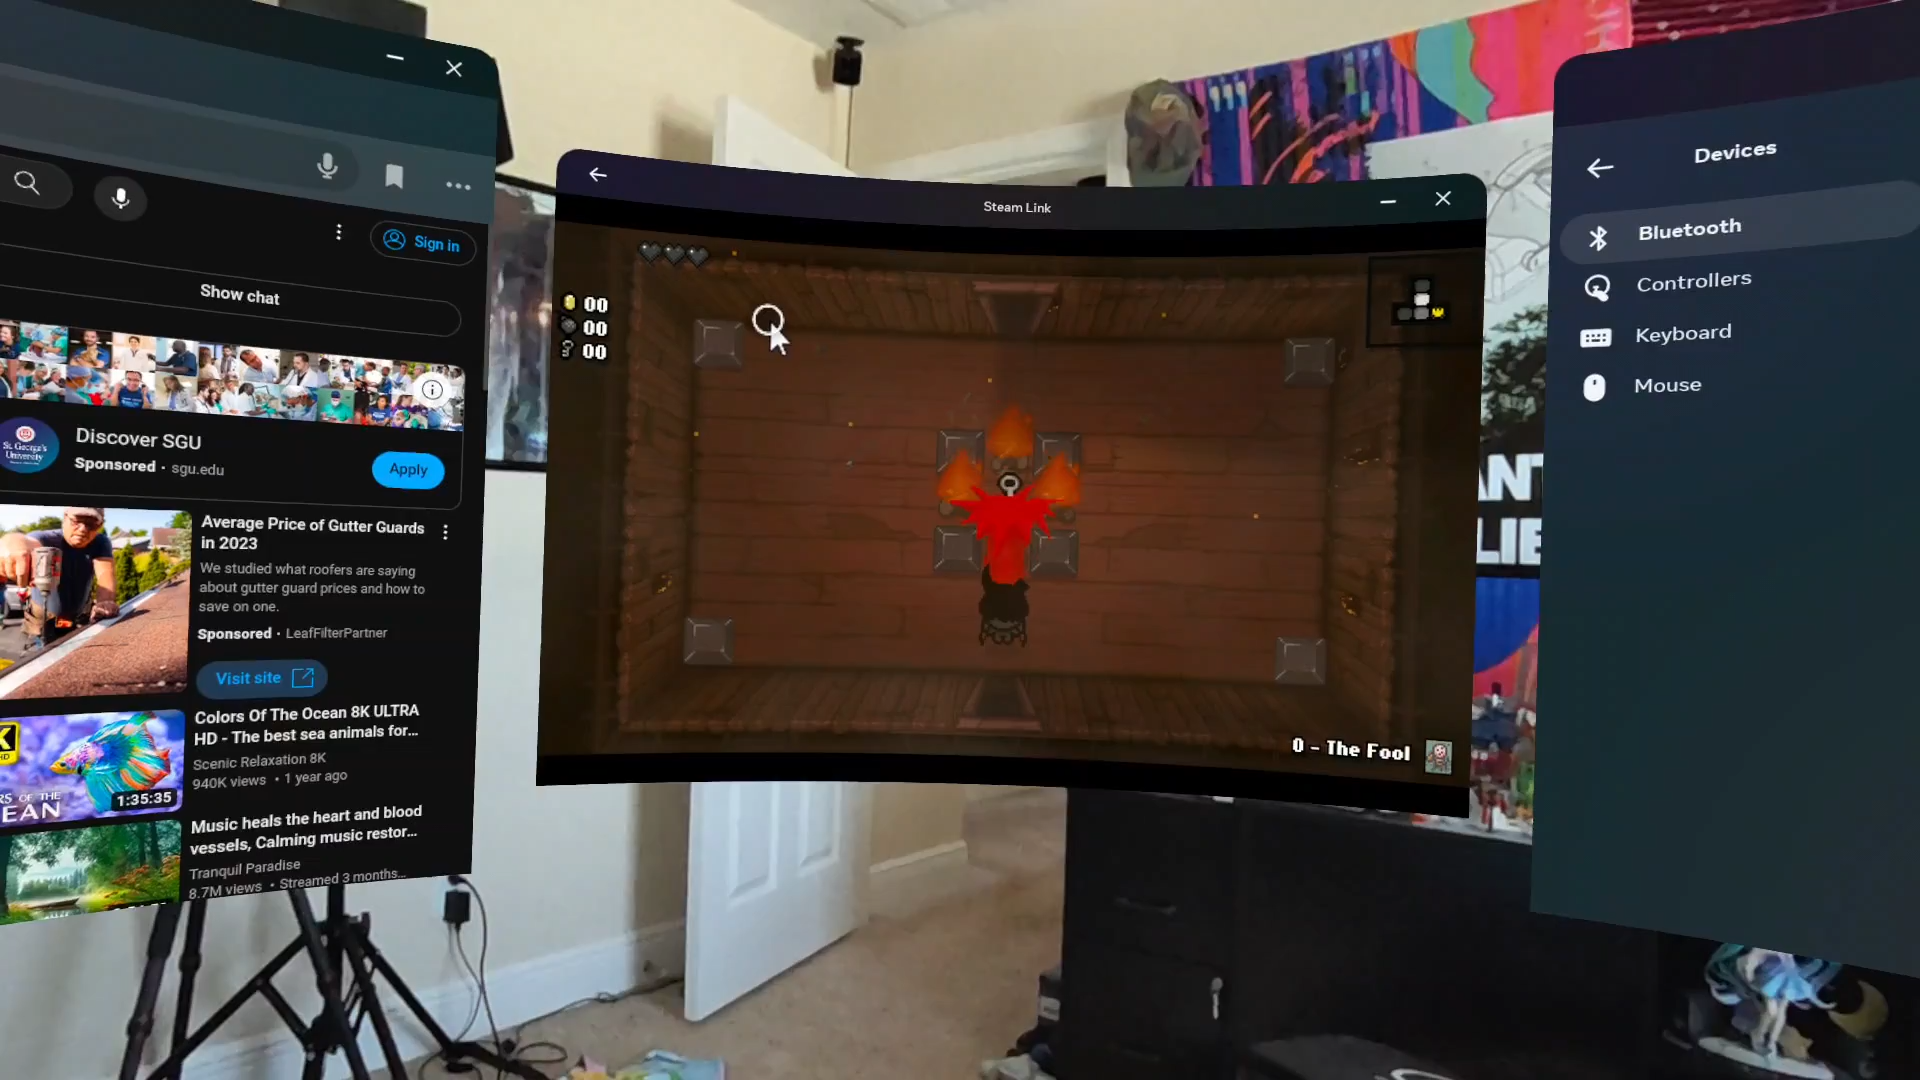 Sign in
Show chat
Discover SGU
Sponsored · sgu.edu
Apply
St. George's
University
Average Price of Gutter Guards
in 2023
We studied what roofers are saying
about gutter guard prices and how to
save on one.
Sponsored · LeafFilterPartner
Visit site
Colors Of The Ocean 8K ULTRA
HD - The best sea animals for...
Scenic Relaxation 8K
940K views · 1 year ago
1:35:35
Music heals the heart and blood
vessels, Calming music restor...
Tranquil Paradise
8.7M views · Streamed 3 months...
Steam Link
00
00
00
0 - The Fool
Devices
Bluetooth
Controllers
Keyboard
Mouse